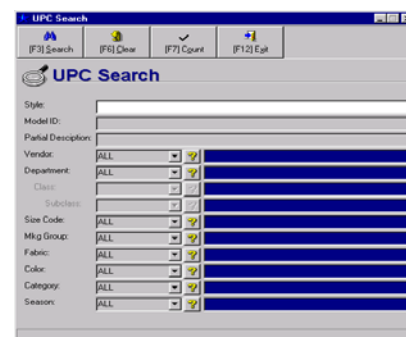 UPC Search
[F3] Search [F6] Clear [F7] Count [F12] Exit
UPC Search
Style:
Model ID:
Partial Desciption:
Vendor: ALL
Department: ALL
Class:
Subclass:
Size Code: ALL
Mkg Group: ALL
Fabric: ALL
Color: ALL
Category: ALL
Season: ALL